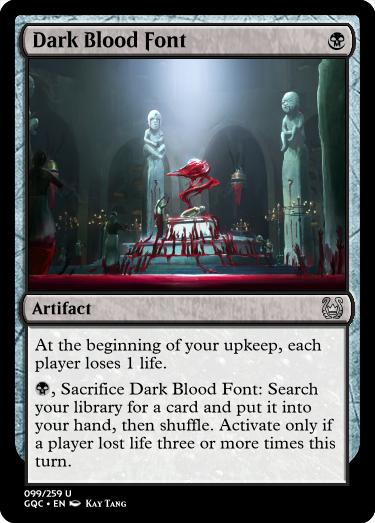 Dark Blood Font
Artifact
At the beginning of your upkeep, each
player loses 1 life.
, Sacrifice Dark Blood Font: Search
your library for a card and put it into
your hand, then shuffle. Activate only if
a player lost life three or more times this
turn.
099/259 U
GQC • EN Kay Tang